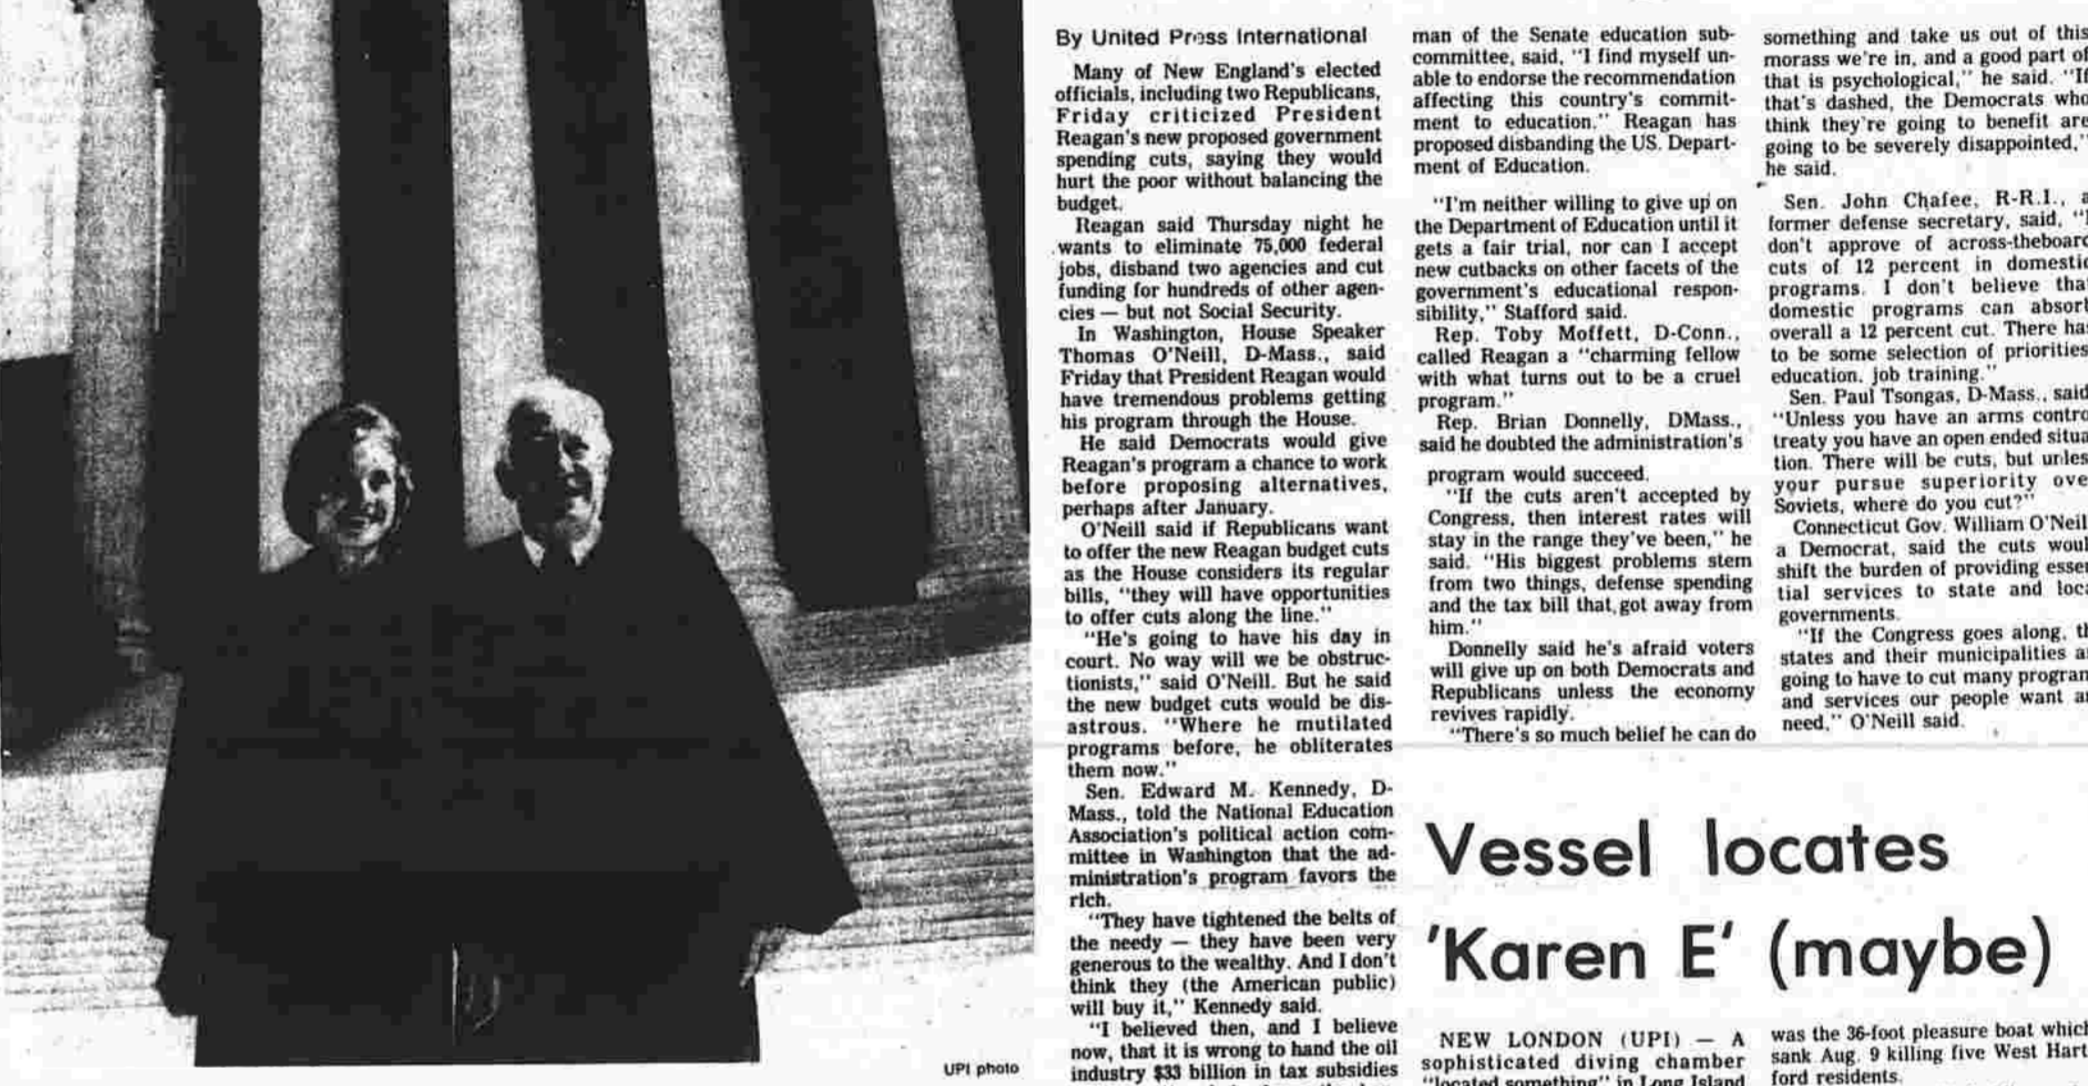 UPI photo
By United Press International
Many of New England's elected
officials, including two Republicans,
Friday criticized President
Reagan's new proposed government
spending cuts, saying they would
hurt the poor without balancing the
budget.
Reagan said Thursday night he
wants to eliminate 75,000 federal
jobs, disband two agencies and cut
funding for hundreds of other agen-
cies — but not Social Security.
In Washington, House Speaker
Thomas O'Neill, D-Mass., said
Friday that President Reagan would
have tremendous problems getting
his program through the House.
He said Democrats would give
Reagan's program a chance to work
before proposing alternatives,
perhaps after January.
O'Neill said if Republicans want
to offer the new Reagan budget cuts
as the House considers its regular
bills, "they will have opportunities
to offer cuts along the line."
"He's going to have his day in
court. No way will we be obstruc-
tionists," said O'Neill. But he said
the new budget cuts would be dis-
astrous. "Where he mutilated
programs before, he obliterates
them now."
Sen. Edward M. Kennedy, D-
Mass., told the National Education
Association's political action com-
mittee in Washington that the ad-
ministration's program favors the
rich.
"They have tightened the belts of
the needy — they have been very
generous to the wealthy. And I don't
think they (the American public)
will buy it," Kennedy said.
"I believed then, and I believe
now, that it is wrong to hand the oil
industry $33 billion in tax subsidies
man of the Senate education sub-
committee, said, "I find myself un-
able to endorse the recommendation
affecting this country's commit-
ment to education." Reagan has
proposed disbanding the US. Depart-
ment of Education.
"I'm neither willing to give up on
the Department of Education until it
gets a fair trial, nor can I accept
new cutbacks on other facets of the
government's educational respon-
sibility," Stafford said.
Rep. Toby Moffett, D-Conn.,
called Reagan a "charming fellow
with what turns out to be a cruel
program."
Rep. Brian Donnelly, DMass.,
said he doubted the administration's
program would succeed.
"If the cuts aren't accepted by
Congress, then interest rates will
stay in the range they've been," he
said. "His biggest problems stem
from two things, defense spending
and the tax bill that got away from
him."
Donnelly said he's afraid voters
will give up on both Democrats and
Republicans unless the economy
revives rapidly.
"There's so much belief he can do
something and take us out of this
morass we're in, and a good part of
that is psychological," he said. "If
that's dashed, the Democrats who
think they're going to benefit are
going to be severely disappointed,"
he said.
Sen. John Chafee, R-R.I., a
former defense secretary, said, "I
don't approve of across-theboard
cuts of 12 percent in domestic
programs. I don't believe that
domestic programs can absorb
overall a 12 percent cut. There has
to be some selection of priorities
education, job training."
Sen. Paul Tsongas, D-Mass., said
"Unless you have an arms contro
treaty you have an open ended situa
tion. There will be cuts, but unles
your pursue superiority ove
Soviets, where do you cut?"
Connecticut Gov. William O'Neil
a Democrat, said the cuts woul
shift the burden of providing essen
tial services to state and loca
governments.
"If the Congress goes along, th
states and their municipalities a
going to have to cut many program
and services our people want a
need," O'Neill said.
Vessel locates
'Karen E' (maybe)
NEW LONDON (UPI) — A
sophisticated diving chamber
"located something" in Long Island
was the 36-foot pleasure boat which
sank Aug. 9 killing five West Hart
ford residents.